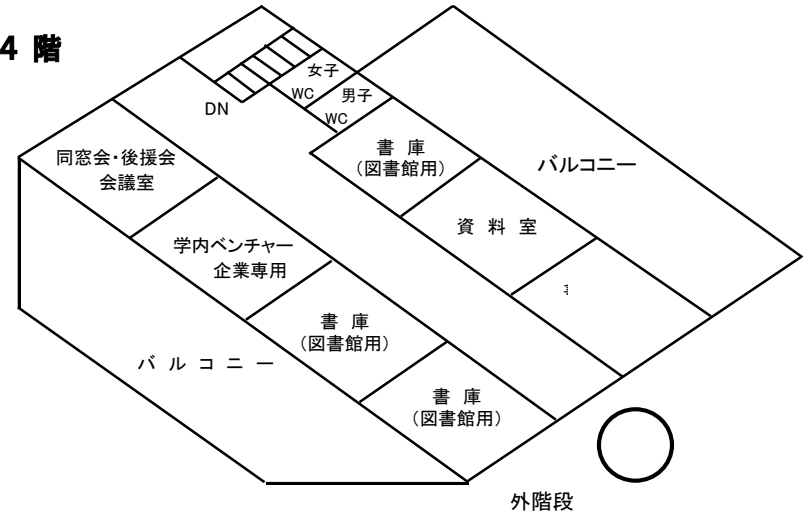 4 階
女子
WC
男子
WC
DN
書 庫
（図書館用）
バルコニー
同窓会・後援会
会議室
資 料 室
学内ベンチャー
企業専用
書 庫
（図書館用）
バ ル コ ニ ー
書 庫
（図書館用）
外階段